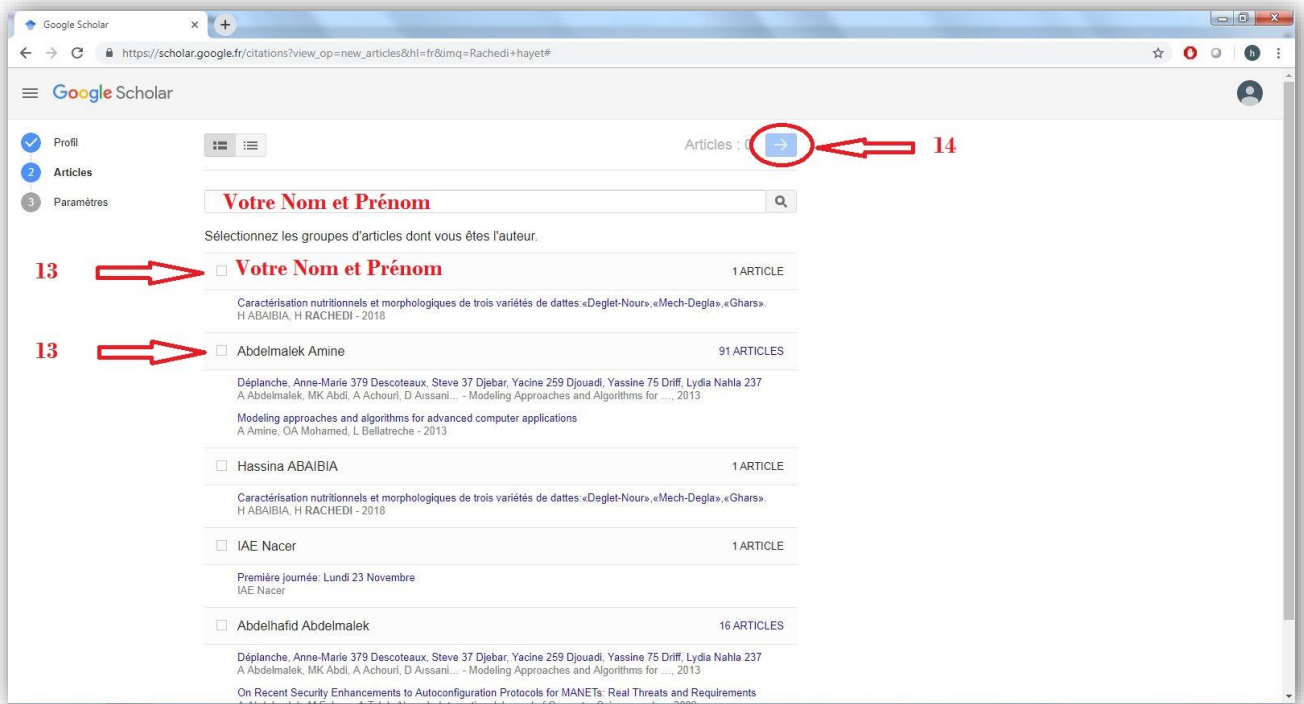 Google Scholar
https://scholar.google.fr/citations?view_op=new_articles&hl=fr&imq=Rachedi+hayet#
h
Google Scholar
Profil
2 Articles
3 Paramètres
Articles :
14
Votre Nom et Prénom
Sélectionnez les groupes d'articles dont vous êtes l'auteur.
13 Votre Nom et Prénom 1 ARTICLE
Caractérisation nutritionnels et morphologiques de trois variétés de dattes:«Deglet-Nour»,«Mech-Degla»,«Ghars».
H ABAIBIA, H RACHEDI - 2018
13 Abdelmalek Amine 91 ARTICLES
Déplanche, Anne-Marie 379 Descoteaux, Steve 37 Djebar, Yacine 259 Djouadi, Yassine 75 Driff, Lydia Nahla 237
A Abdelmalek, MK Abdi, A Achouri, D Aissani... - Modeling Approaches and Algorithms for ..., 2013
Modeling approaches and algorithms for advanced computer applications
A Amine, OA Mohamed, L Bellatreche - 2013
Hassina ABAIBIA 1 ARTICLE
Caractérisation nutritionnels et morphologiques de trois variétés de dattes:«Deglet-Nour»,«Mech-Degla»,«Ghars».
H ABAIBIA, H RACHEDI - 2018
IAE Nacer 1 ARTICLE
Première journée: Lundi 23 Novembre
IAE Nacer
Abdelhafid Abdelmalek 16 ARTICLES
Déplanche, Anne-Marie 379 Descoteaux, Steve 37 Djebar, Yacine 259 Djouadi, Yassine 75 Driff, Lydia Nahla 237
A Abdelmalek, MK Abdi, A Achouri, D Aissani... - Modeling Approaches and Algorithms for ..., 2013
On Recent Security Enhancements to Autoconfiguration Protocols for MANETs: Real Threats and Requirements